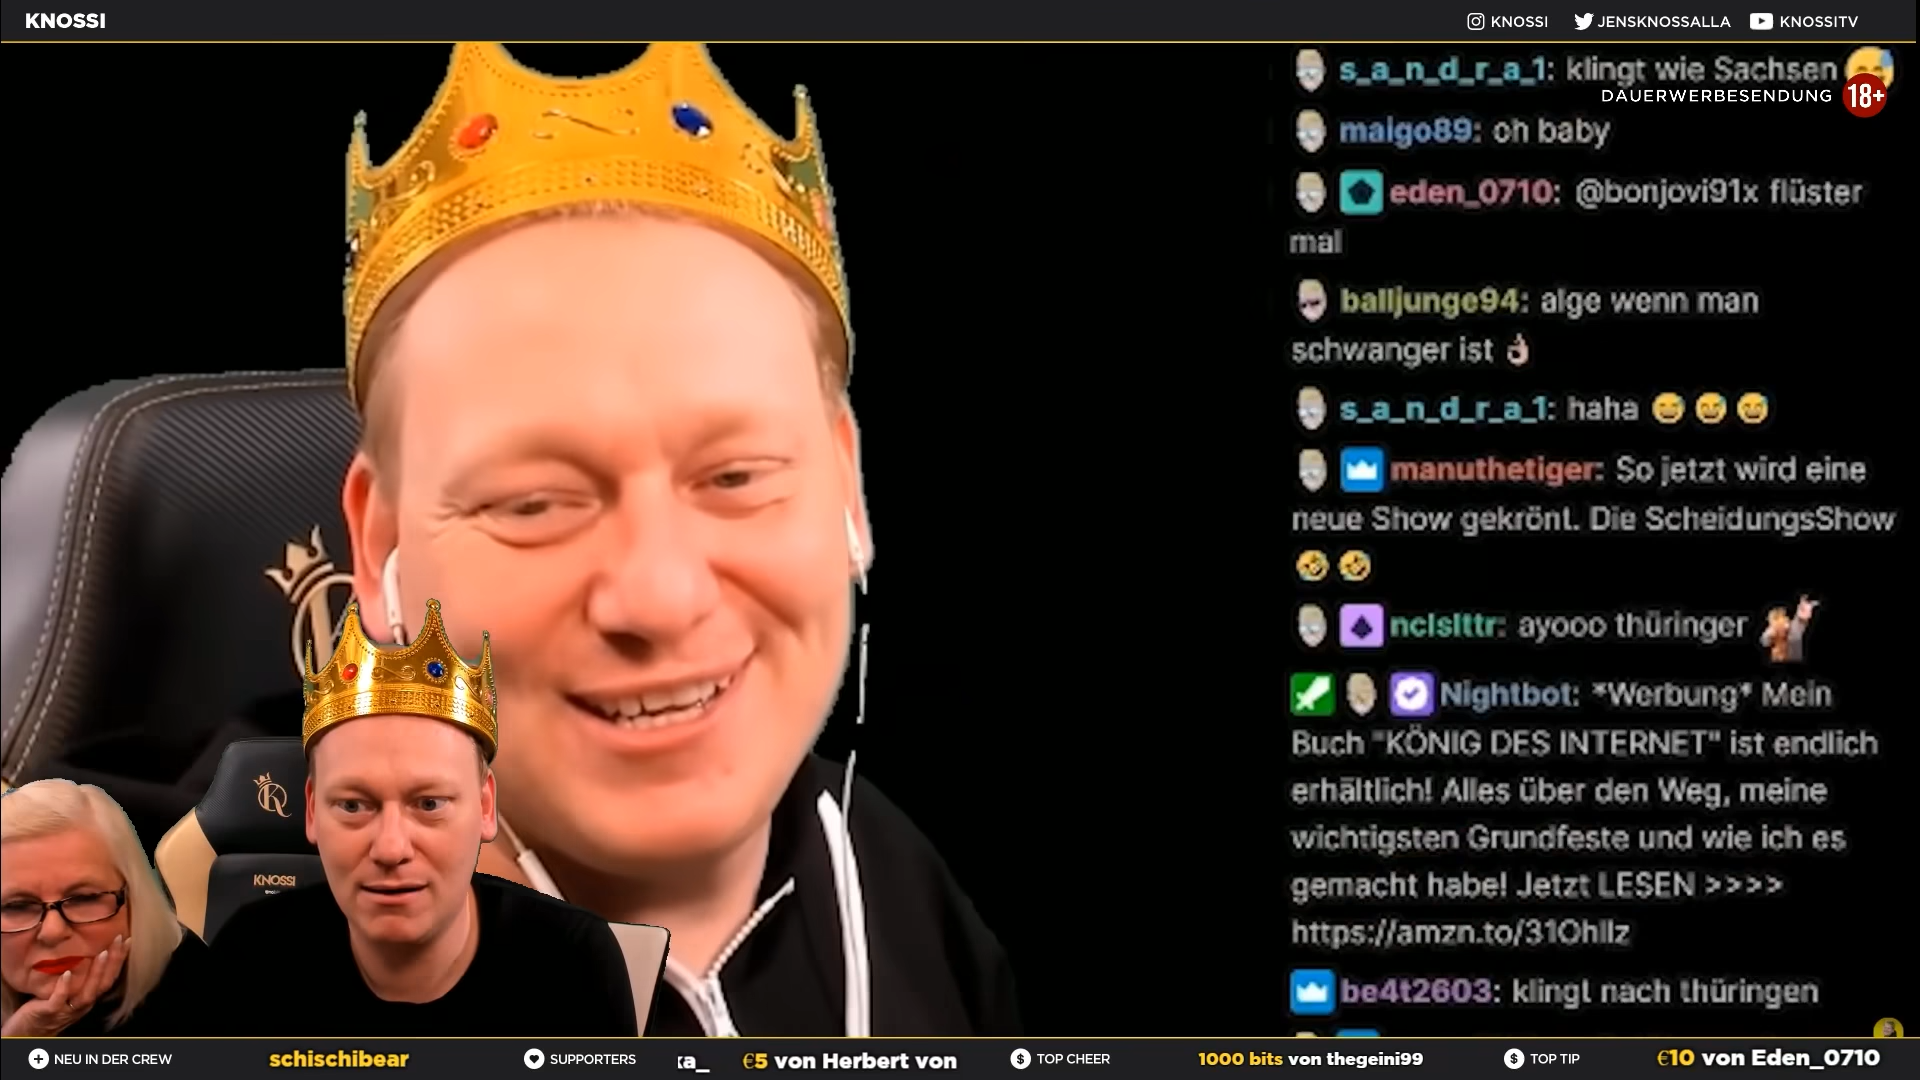 KNOSSI
KNOSSI
JENSKNOSSALLA
KNOSSITV
s_a_n_d_r_a_1: klingt wie Sachsen
DAUERWERBESENDUNG 18+
maigo89: oh baby
eden_0710: @bonjovi91x flüster
mal
balljunge94: alge wenn man
schwanger ist
s_a_n_d_r_a_1: haha
manuthetiger: So jetzt wird eine
neue Show gekrönt. Die ScheidungsShow
nclslttr: ayooo thüringer
Nightbot: *Werbung* Mein
Buch "KÖNIG DES INTERNET" ist endlich
erhältlich! Alles über den Weg, meine
wichtigsten Grundfeste und wie ich es
gemacht habe! Jetzt LESEN >>>>
https://amzn.to/31Ohllz
be4t2603: klingt nach thüringen
KNOSSI
NEU IN DER CREW
schischibear
SUPPORTERS
ka_ €5 von Herbert von
TOP CHEER
1000 bits von thegeini99
TOP TIP
€10 von Eden_0710